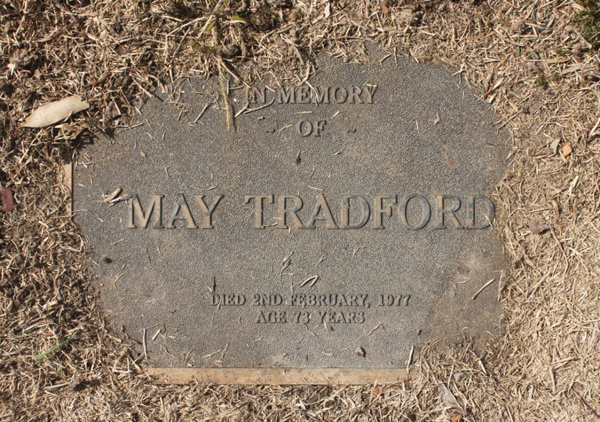 IN MEMORY
~ OF ~
MAY TRADFORD
DIED 2ND FEBRUARY, 1977
AGE 73 YEARS